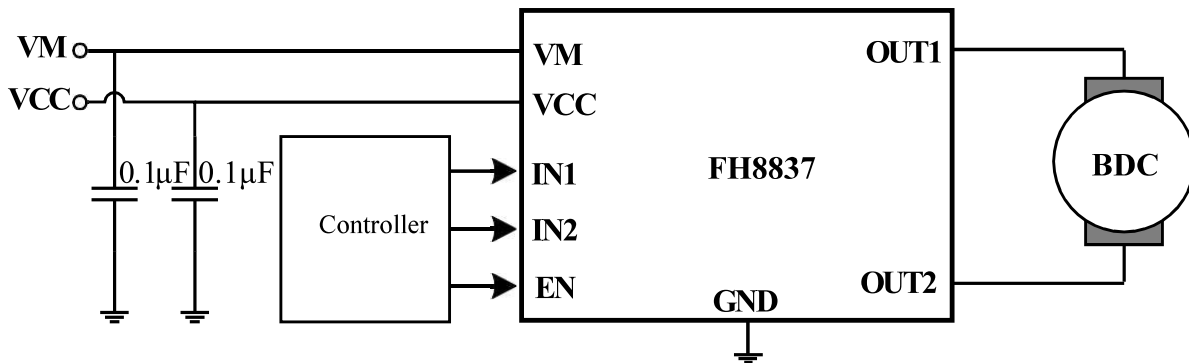 VM
VCC
0.1µF
0.1µF
Controller
VM
VCC
IN1
IN2
EN
FH8837
GND
OUT1
OUT2
BDC